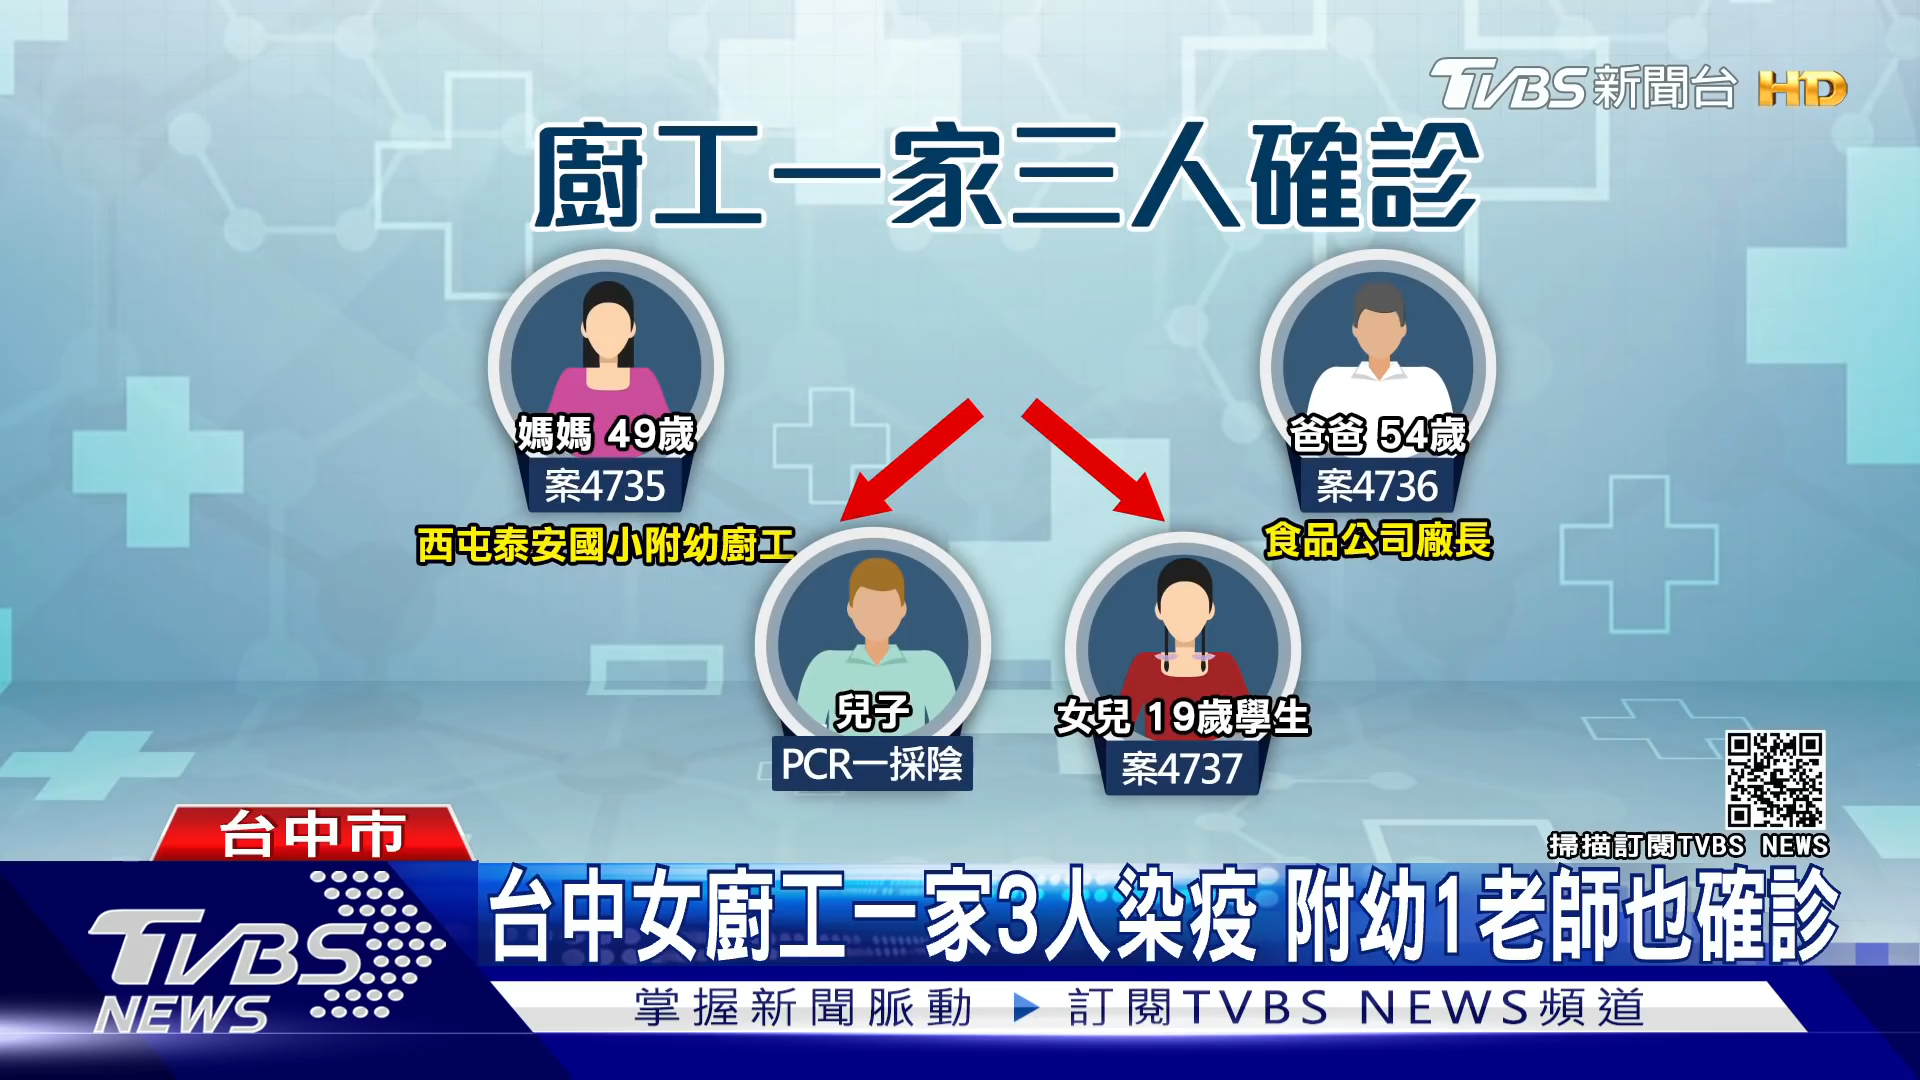 TVBS新聞台 HD
廚工一家三人確診
媽媽 49歲
案4735
西屯泰安國小附幼廚工
爸爸 54歲
案4736
食品公司廠長
兒子
PCR一採陰
女兒 19歲學生
案4737
掃描訂閱TVBS NEWS
台中市
台中女廚工一家3人染疫 附幼1老師也確診
TVBS
NEWS
掌握新聞脈動 ▶ 訂閱TVBS NEWS頻道